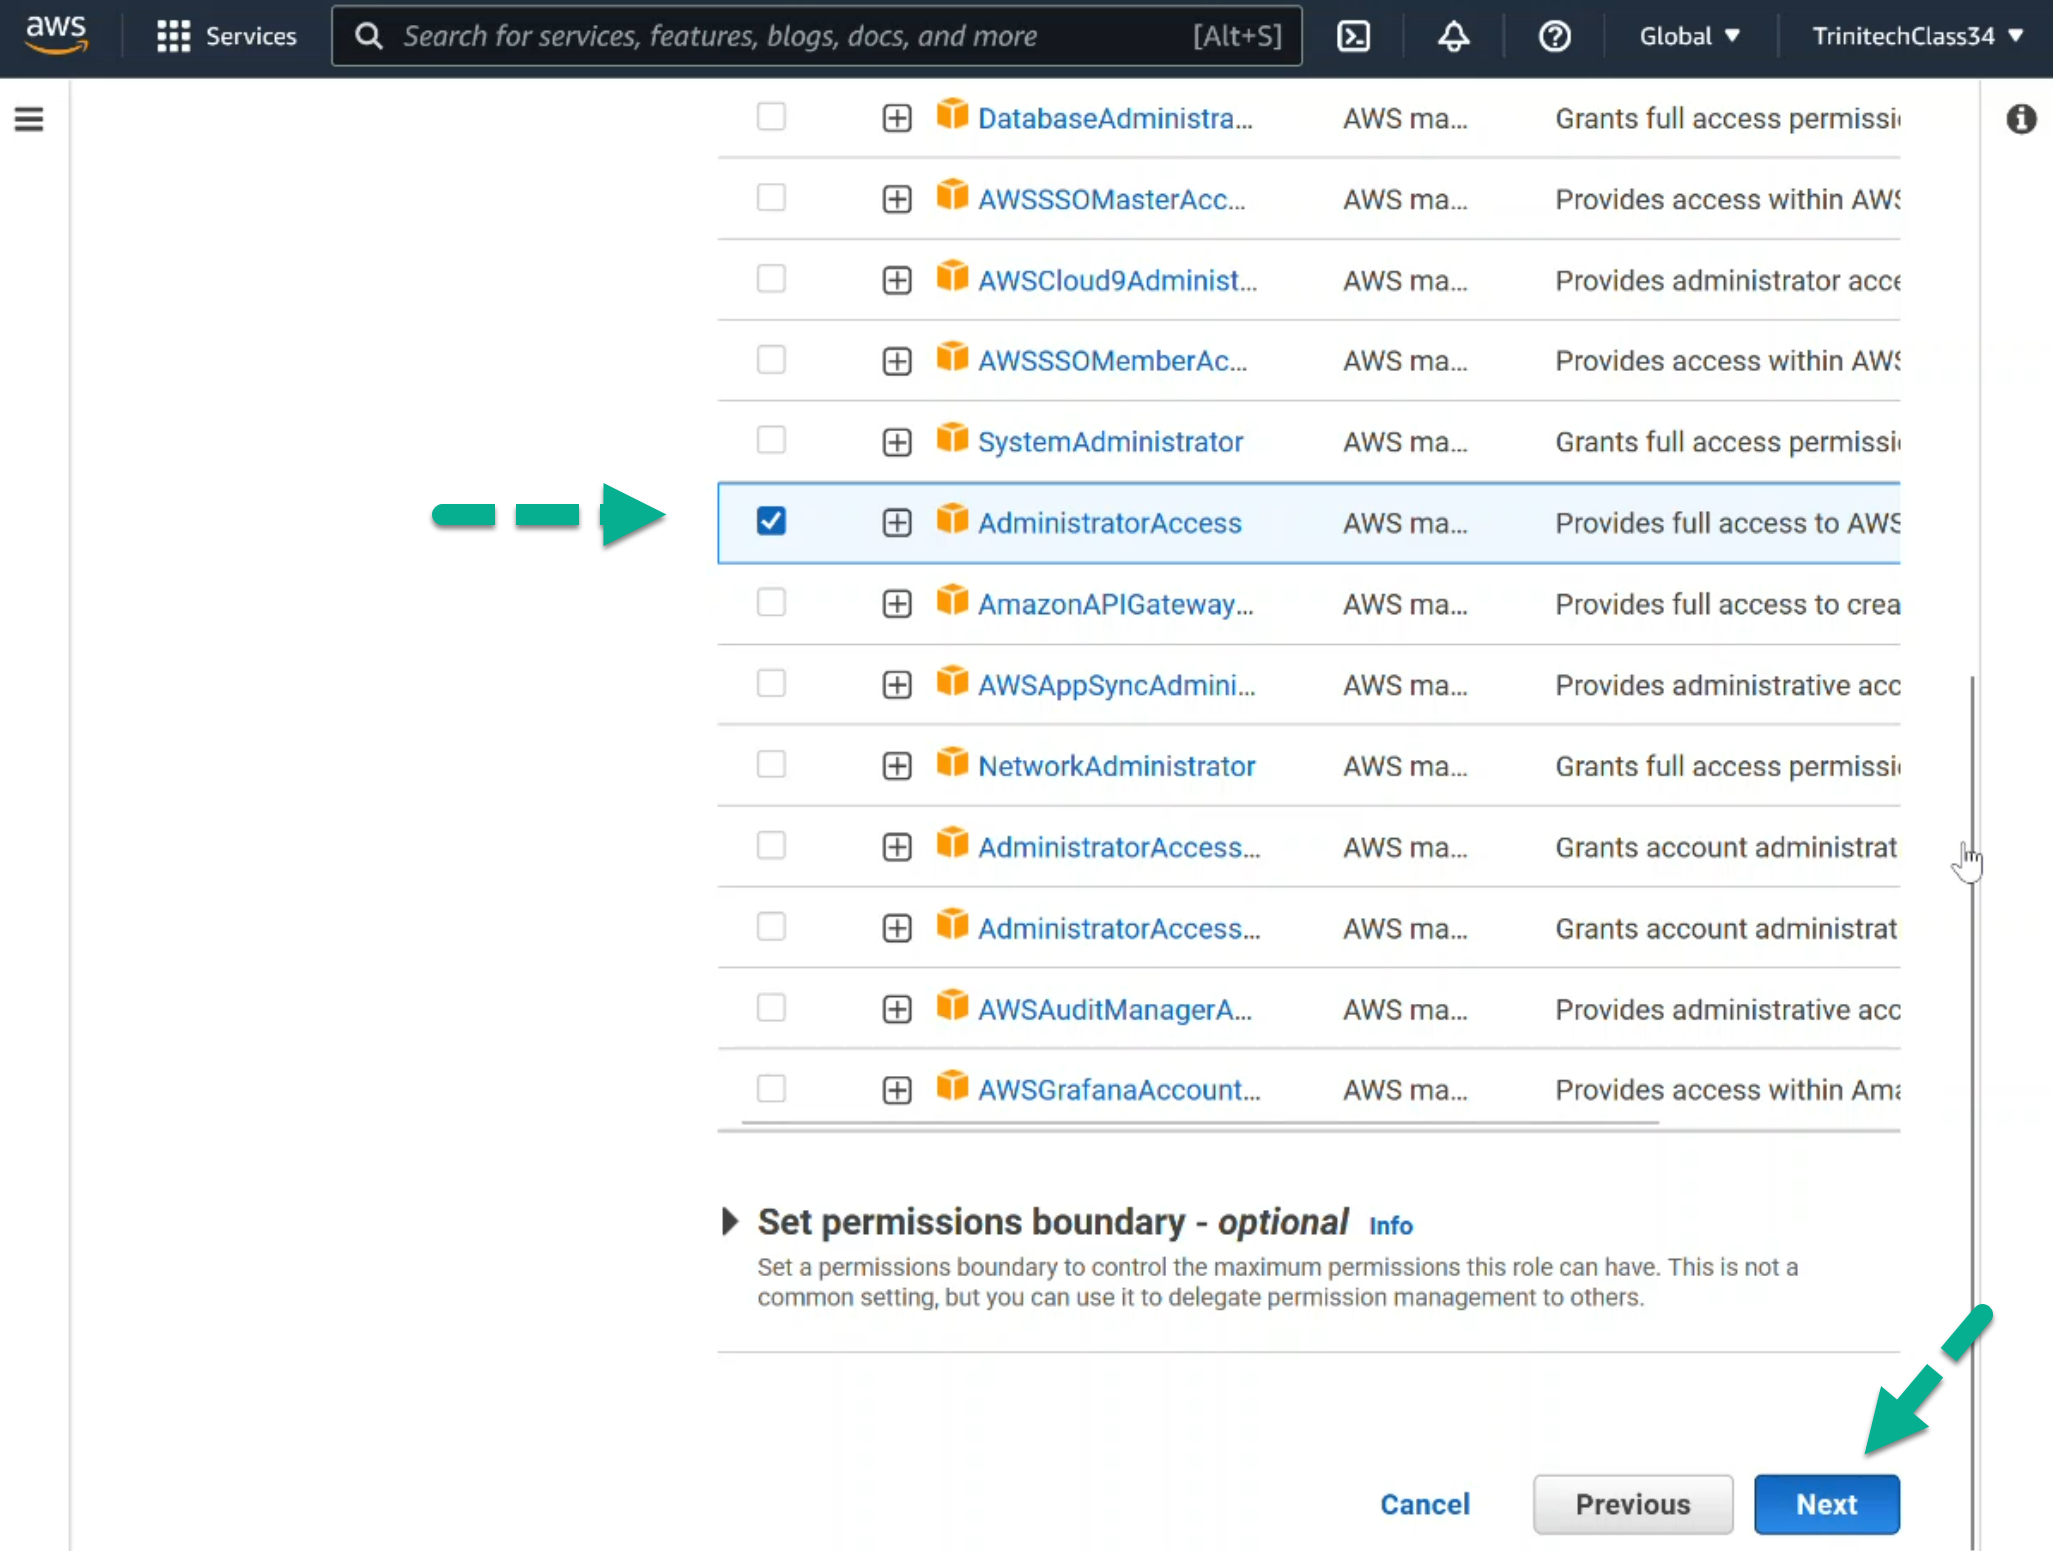 aws Services Search for services, features, blogs, docs, and more [Alt+S] Global TrinitechClass34
DatabaseAdministra... AWS ma... Grants full access permissi
AWSSSOMasterAcc... AWS ma... Provides access within AWS
AWSCloud9Administ... AWS ma... Provides administrator acce
AWSSSOMemberAc... AWS ma... Provides access within AWS
SystemAdministrator AWS ma... Grants full access permissi
AdministratorAccess AWS ma... Provides full access to AWS
AmazonAPIGateway... AWS ma... Provides full access to crea
AWSAppSyncAdmini... AWS ma... Provides administrative acc
NetworkAdministrator AWS ma... Grants full access permissi
AdministratorAccess... AWS ma... Grants account administrat
AdministratorAccess... AWS ma... Grants account administrat
AWSAuditManagerA... AWS ma... Provides administrative acc
AWSGrafanaAccount... AWS ma... Provides access within Ama
Set permissions boundary - optional Info
Set a permissions boundary to control the maximum permissions this role can have. This is not a
common setting, but you can use it to delegate permission management to others.
Cancel Previous Next